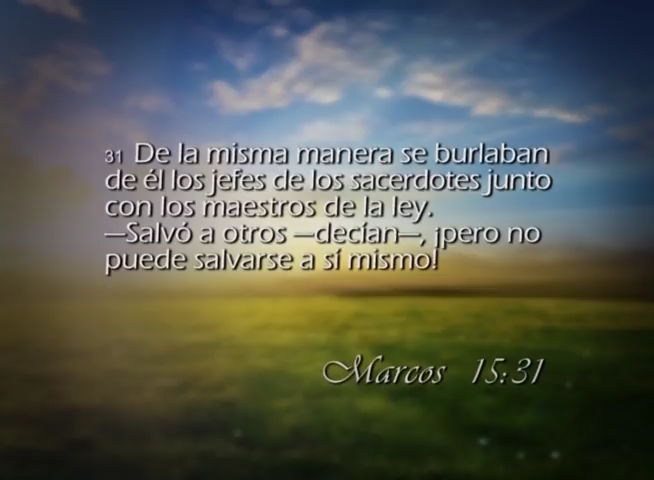 31 De la misma manera se burlaban
de él los jefes de los sacerdotes junto
con los maestros de la ley.
—Salvó a otros —decían—, ¡pero no
puede salvarse a sí mismo!
Marcos 15:31